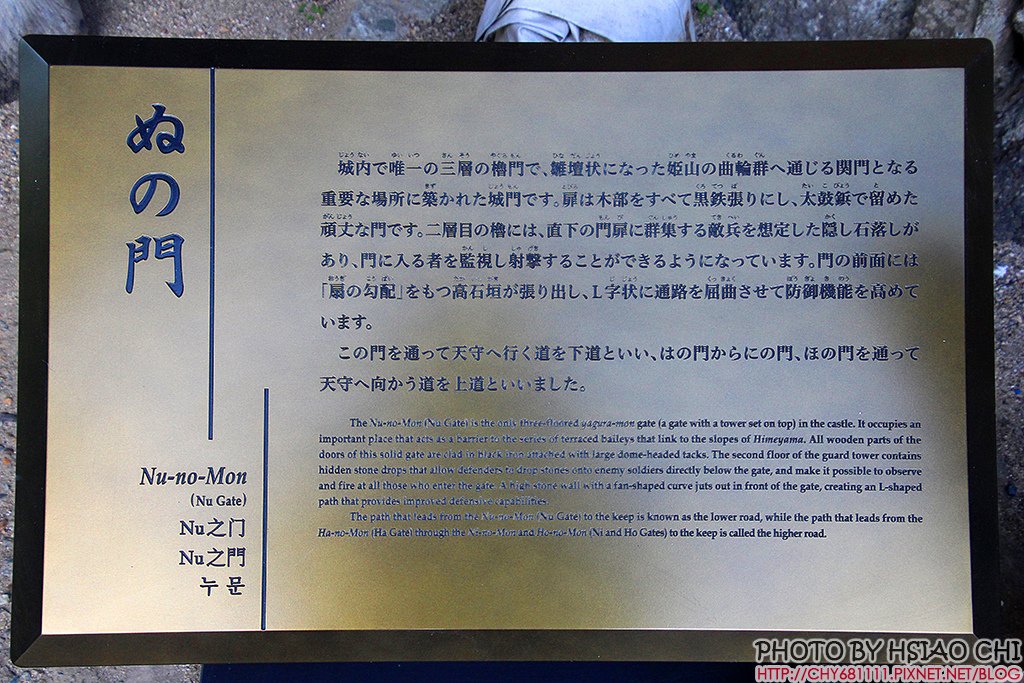 ぬの門
Nu-no-Mon
(Nu Gate)
Nu之门
Nu之門
누 문
城内で唯一の三層の櫓門で、雛壇状になった姫山の曲輪群へ通じる関門となる
重要な場所に築かれた城門です。扉は木部をすべて黒鉄張りにし、太鼓鋲で留めた
頑丈な門です。二層目の櫓には、直下の門扉に群集する敵兵を想定した隠し石落しが
あり、門に入る者を監視し射撃することができるようになっています。門の前面には
「扇の勾配」をもつ高石垣が張り出し、L字状に通路を屈曲させて防御機能を高めて
います。
この門を通って天守へ行く道を下道といい、はの門からにの門、ほの門を通って
天守へ向かう道を上道といいました。
The Nu-no-Mon (Nu Gate) is the only three-floored yagura-mon gate (a gate with a tower set on top) in the castle. It occupies an
important place that acts as a barrier to the series of terraced baileys that link to the slopes of Himeyama. All wooden parts of the
doors of this solid gate are clad in black iron attached with large dome-headed tacks. The second floor of the guard tower contains
hidden stone drops that allow defenders to drop stones onto enemy soldiers directly below the gate, and make it possible to observe
and fire at all those who enter the gate. A high stone wall with a fan-shaped curve juts out in front of the gate, creating an L-shaped
path that provides improved defensive capabilities.
The path that leads from the Nu-no-Mon (Nu Gate) to the keep is known as the lower road, while the path that leads from the
Ha-no-Mon (Ha Gate) through the Ni-no-Mon and Ho-no-Mon (Ni and Ho Gates) to the keep is called the higher road.
PHOTO BY HSIAO CHI
HTTP://CHY681111.PIXNET.NET/BLOG